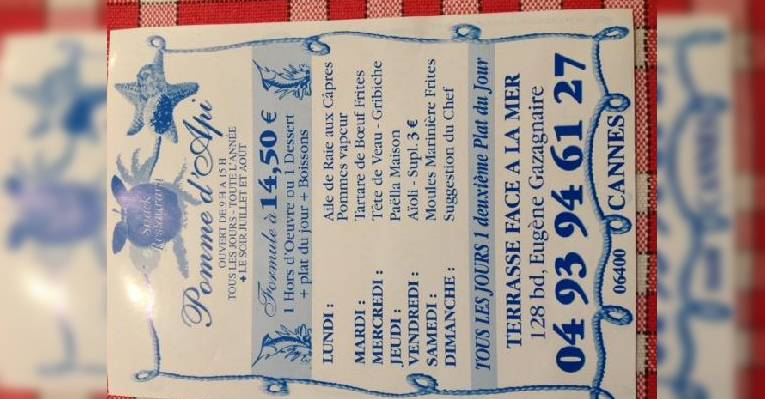 Snack
Restaurant
Pomme d'Api
OUVERT DE 9 H A 15 H
TOUS LES JOURS - TOUTE L'ANNÉE
+ LE SOIR JUILLET ET AOUT
Formule à 14,50 €
1 Hors d'Oeuvre ou 1 Dessert
+ plat du jour + Boissons
LUNDI : Aile de Raie aux Câpres
Pommes vapeur
MARDI : Tartare de Bœuf Frites
MERCREDI : Tête de Veau - Gribiche
JEUDI : Paëlla Maison
VENDREDI : Aïoli - Supl. 3 €
SAMEDI : Moules Marinière Frites
DIMANCHE : Suggestion du Chef
TOUS LES JOURS 1 deuxième Plat du Jour
TERRASSE FACE A LA MER
128 bd, Eugène Gazagnaire
04 93 94 61 27
06400 CANNES